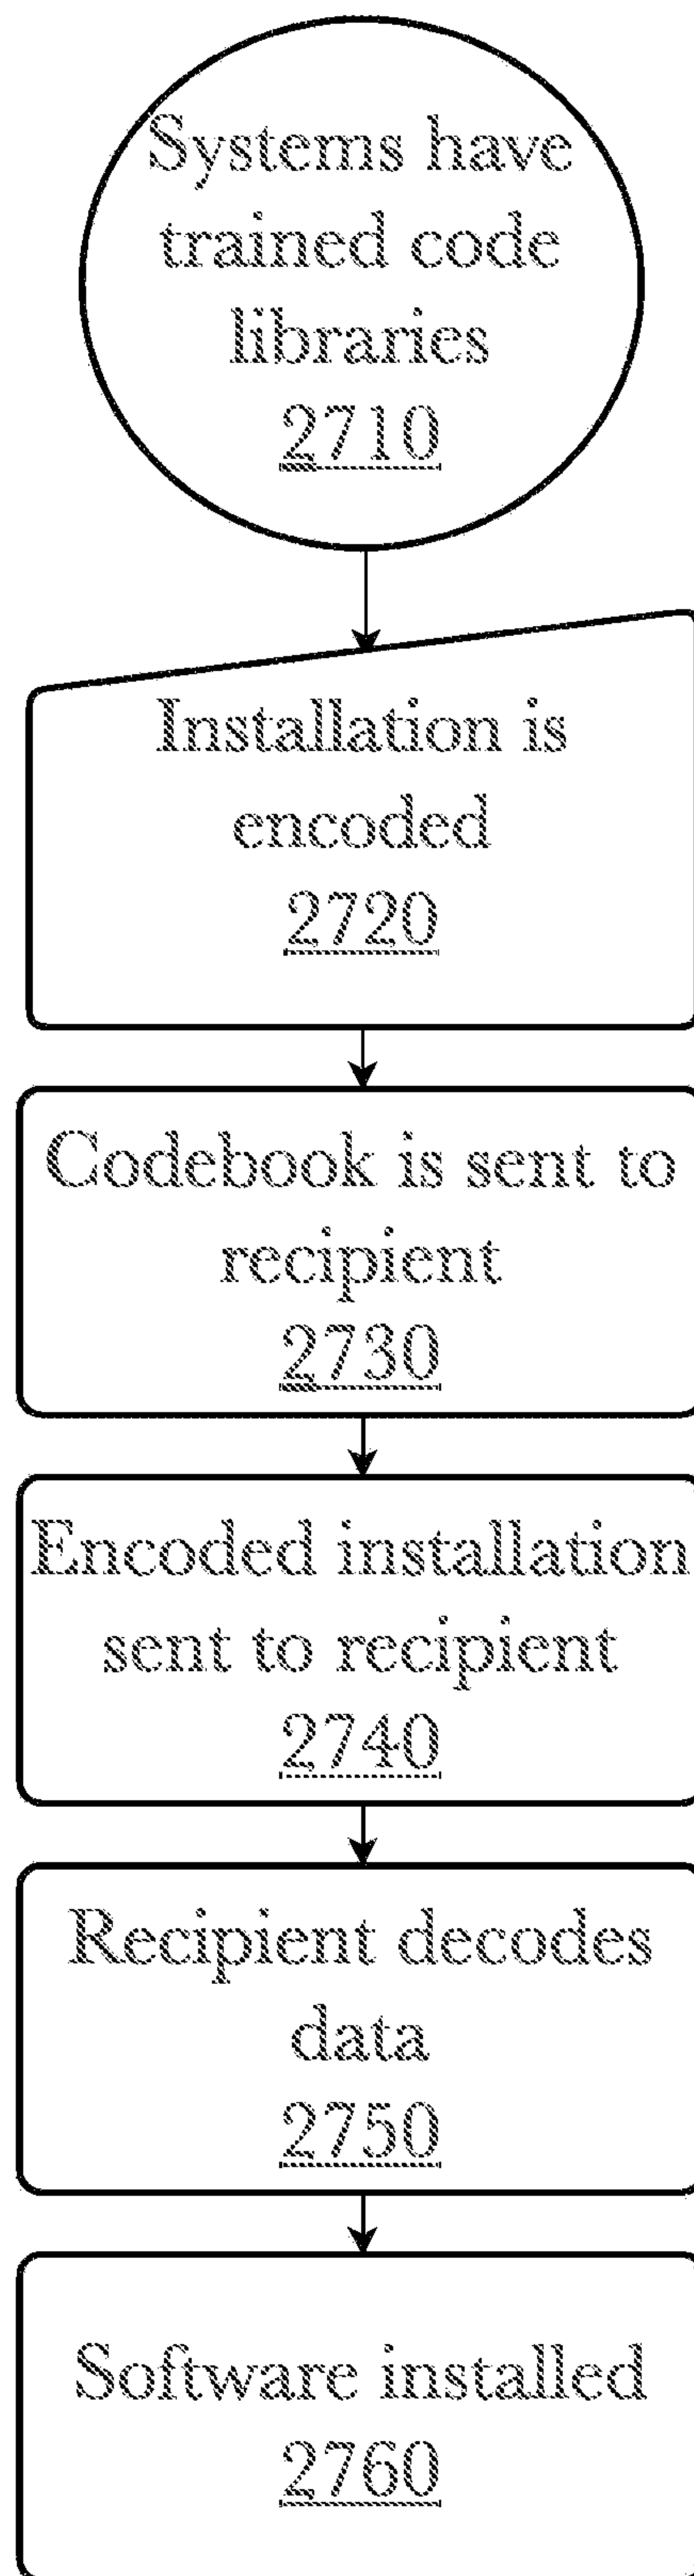 Systems have
trained code
libraries
2710
Installation is
encoded
2720
Codebook is sent to
recipient
2730
Encoded installation
sent to recipient
2740
Recipient decodes
data
2750
Software installed
2760